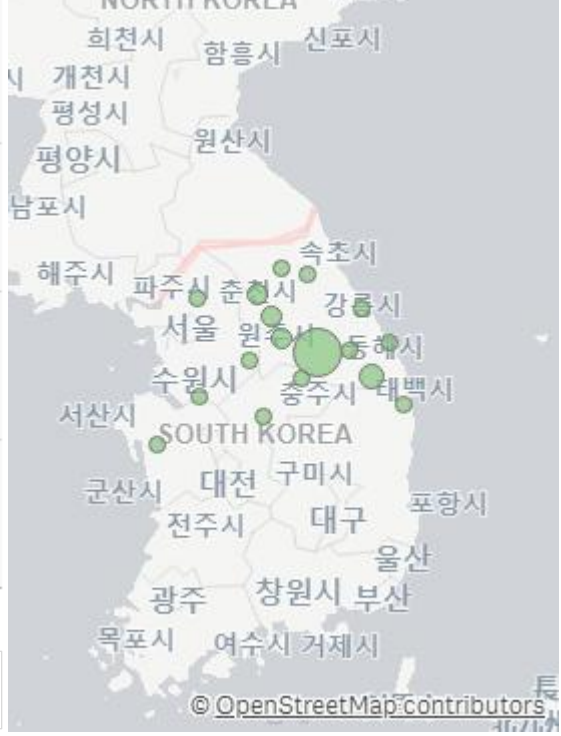 NORTH KOREA
희천시
신포시
함흥시
시
개천시
평성시
원산시
평양시
남포시
속초시
해주시
파주시
춘천시
강릉시
서울
원주시
동해시
수원시
충주시
태백시
서산시
SOUTH KOREA
대전
구미시
군산시
포항시
전주시
대구
울산
광주
창원시
부산
목포시
여수시
거제시
長
© OpenStreetMap contributors